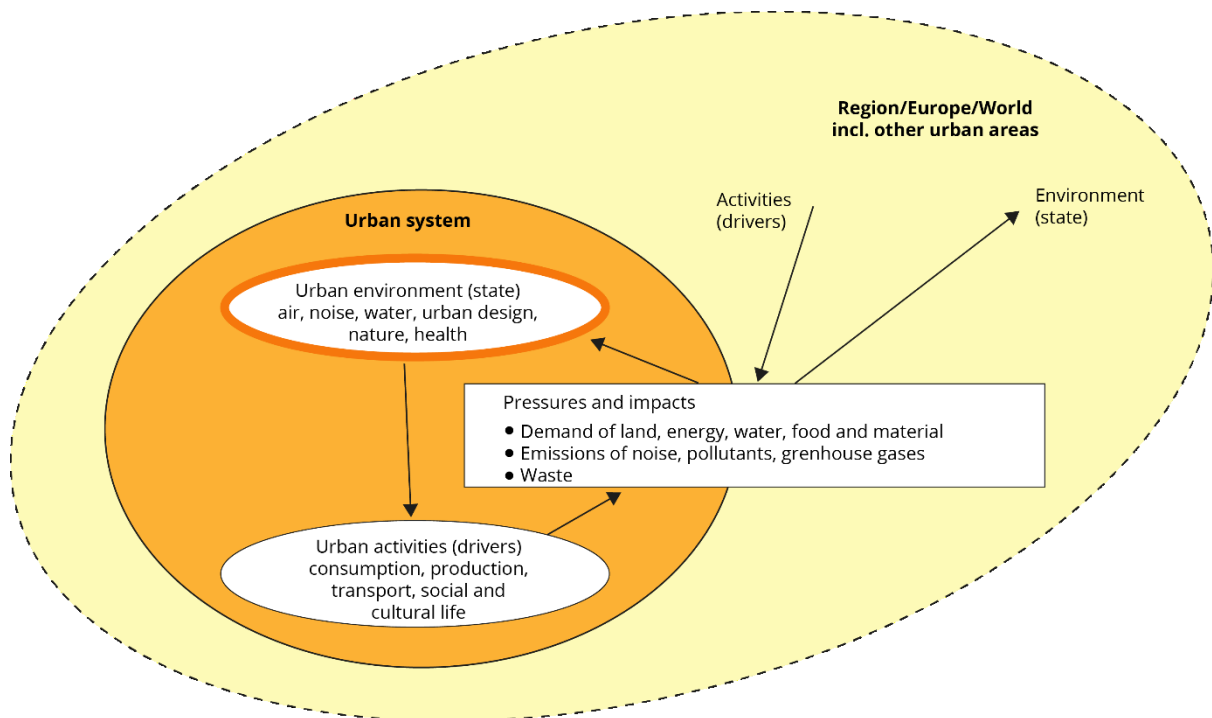 Region/Europe/World
incl. other urban areas
Activities
(drivers)
Environment
(state)
Urban system
Urban environment (state)
air, noise, water, urban design,
nature, health
Pressures and impacts
● Demand of land, energy, water, food and material
● Emissions of noise, pollutants, grenhouse gases
● Waste
Urban activities (drivers)
consumption, production,
transport, social and
cultural life